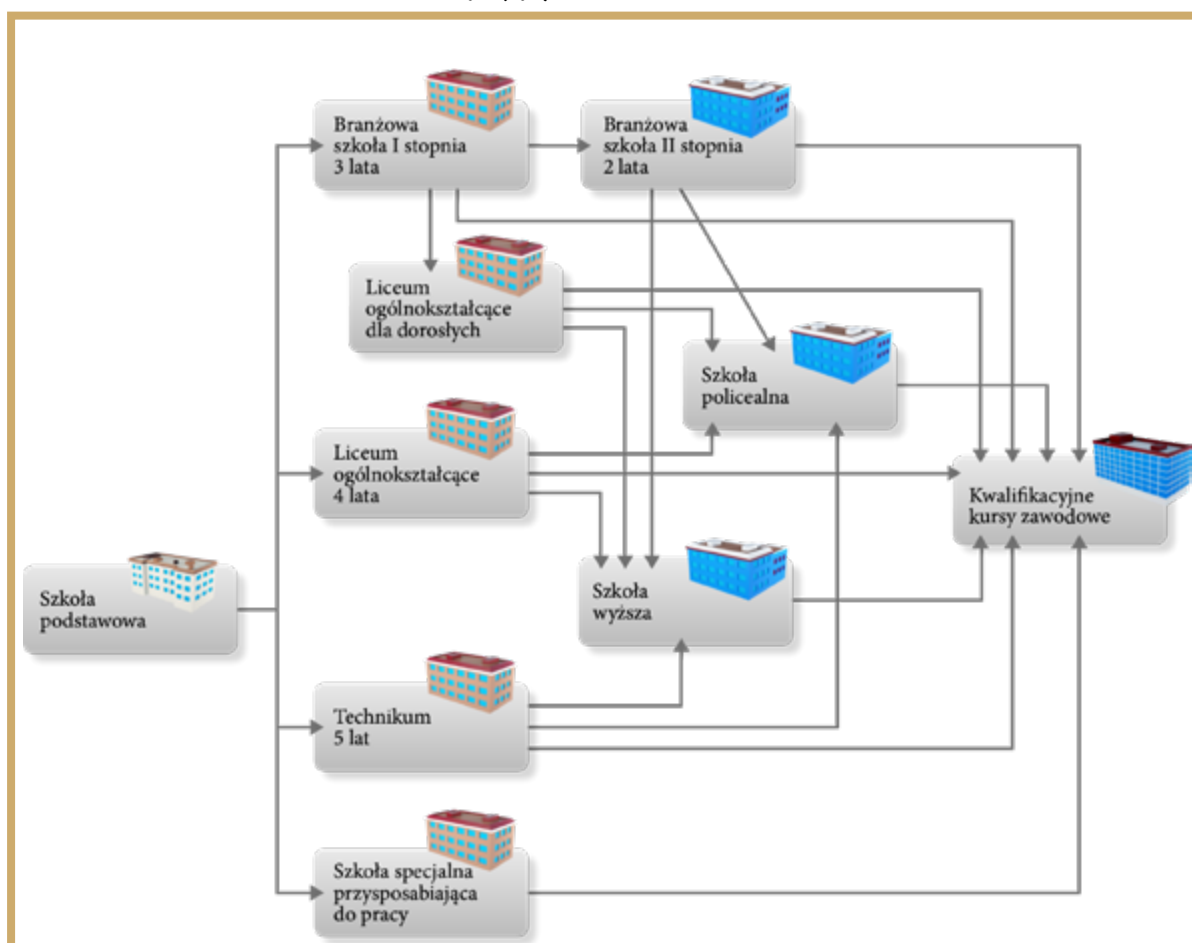 Branżowa
szkoła I stopnia
3 lata
Branżowa
szkoła II stopnia
2 lata
Liceum
ogólnokształcące
dla dorosłych
Szkoła
policealna
Liceum
ogólnokształcące
4 lata
Kwalifikacyjne
kursy zawodowe
Szkoła
podstawowa
Szkoła
wyższa
Technikum
5 lat
Szkoła specjalna
przysposabiająca
do pracy